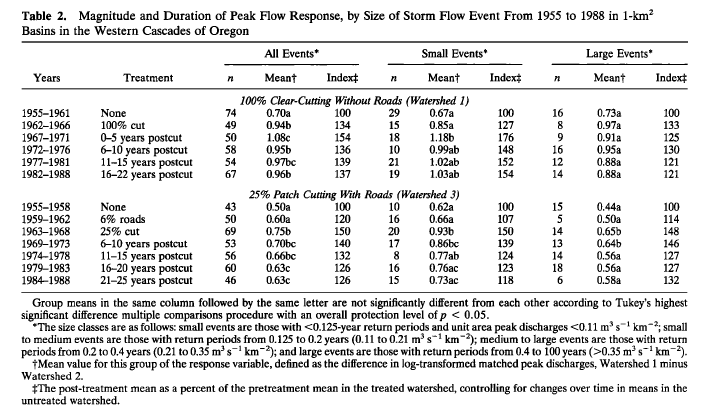 Table 2. Magnitude and Duration of Peak Flow Response, by Size of Storm Flow Event From 1955 to 1988 in 1-km²
Basins in the Western Cascades of Oregon
All Events* Small Events* Large Events*
Years Treatment n Mean† Index‡ n Mean† Index‡ n Mean† Index‡
100% Clear-Cutting Without Roads (Watershed 1)
1955–1961 None 74 0.70a 100 29 0.67a 100 16 0.73a 100
1962–1966 100% cut 49 0.94b 134 15 0.85a 127 8 0.97a 133
1967–1971 0–5 years postcut 50 1.08c 154 18 1.18b 176 9 0.91a 125
1972–1976 6–10 years postcut 58 0.95b 136 10 0.99ab 148 16 0.95a 130
1977–1981 11–15 years postcut 54 0.97bc 139 21 1.02ab 152 12 0.88a 121
1982–1988 16–22 years postcut 67 0.96b 137 19 1.03ab 154 14 0.88a 121
25% Patch Cutting With Roads (Watershed 3)
1955–1958 None 43 0.50a 100 10 0.62a 100 15 0.44a 100
1959–1962 6% roads 50 0.60a 120 16 0.66a 107 5 0.50a 114
1963–1968 25% cut 69 0.75b 150 20 0.93b 150 14 0.65b 148
1969–1973 6–10 years postcut 53 0.70bc 140 17 0.86bc 139 13 0.64b 146
1974–1978 11–15 years postcut 56 0.66bc 132 8 0.77ab 124 14 0.56a 127
1979–1983 16–20 years postcut 60 0.63c 126 16 0.76ac 123 18 0.56a 127
1984–1988 21–25 years postcut 46 0.63c 126 15 0.73ac 118 6 0.58a 132
Group means in the same column followed by the same letter are not significantly different from each other according to Tukey's highest
significant difference multiple comparisons procedure with an overall protection level of p < 0.05.
*The size classes are as follows: small events are those with <0.125-year return periods and unit area peak discharges <0.11 m³ s⁻¹ km⁻²; small
to medium events are those with return periods from 0.125 to 0.2 years (0.11 to 0.21 m³ s⁻¹ km⁻²); medium to large events are those with return
periods from 0.2 to 0.4 years (0.21 to 0.35 m³ s⁻¹ km⁻²); and large events are those with return periods from 0.4 to 100 years (>0.35 m³ s⁻¹ km⁻²).
†Mean value for this group of the response variable, defined as the difference in log-transformed matched peak discharges, Watershed 1 minus
Watershed 2.
‡The post-treatment mean as a percent of the pretreatment mean in the treated watershed, controlling for changes over time in means in the
untreated watershed.